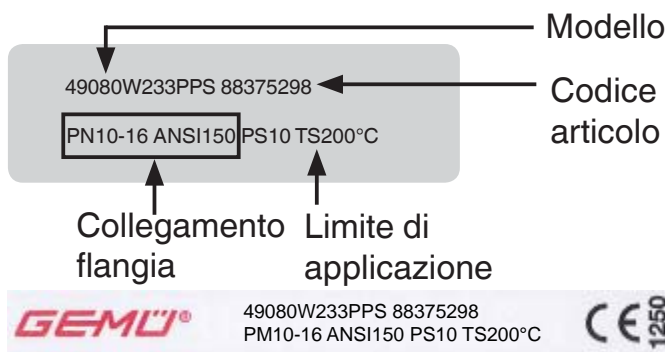 Modello
49080W233PPS 88375298
Codice
articolo
PN10-16 ANSI150 PS10 TS200°C
Collegamento
flangia
Limite di
applicazione
GEMÜ®
49080W233PPS 88375298
PM10-16 ANSI150 PS10 TS200°C
CE
1250